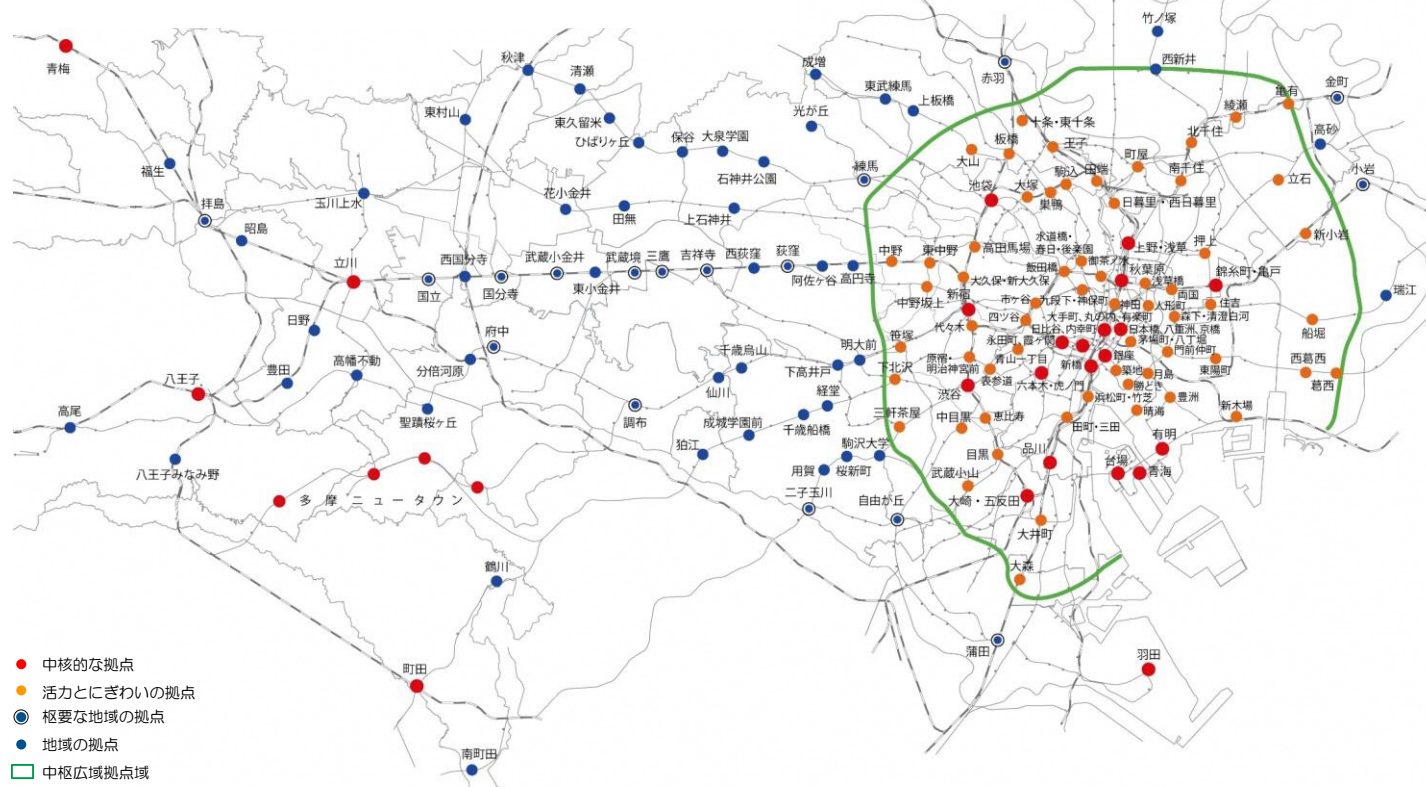 竹ノ塚
西新井
赤羽
金町
亀有
綾瀬
高砂
小岩
北千住
十条・東十条
王子
板橋
大山
町屋
南千住
立石
駒込
田端
大塚
巣鴨
池袋
日暮里・西日暮里
新小岩
瑞江
青梅
秋津
清瀬
東村山
東久留米
ひばりヶ丘
保谷
大泉学園
石神井公園
成増
東武練馬
上板橋
光が丘
練馬
福生
拝島
昭島
玉川上水
花小金井
田無
上石神井
立川
国立
西国分寺
国分寺
武蔵小金井
東小金井
武蔵境
三鷹
吉祥寺
西荻窪
荻窪
阿佐ヶ谷
高円寺
中野
東中野
中野坂上
高田馬場
大久保・新大久保
新宿
代々木
水道橋・
春日・後楽園
飯田橋
御茶ノ水
上野・浅草
押上
秋葉原
浅草橋
両国
錦糸町・亀戸
市ヶ谷
九段下・神保町
神田
人形町
住吉
四ツ谷
大手町、丸の内、有楽町
森下・清澄白河
日比谷、内幸町
日本橋、八重洲、京橋
永田町、霞ヶ関
茅場町・八丁堀
船堀
門前仲町
東陽町
西葛西
葛西
銀座
新橋
築地
月島
勝どき
青山一丁目
原宿・
明治神宮前
表参道
六本木・虎ノ門
浜松町・竹芝
晴海
豊洲
新木場
渋谷
恵比寿
中目黒
田町・三田
有明
台場
青海
品川
目黒
武蔵小山
大崎・五反田
大井町
大森
蒲田
羽田
笹塚
下北沢
三軒茶屋
明大前
下高井戸
千歳烏山
仙川
経堂
千歳船橋
成城学園前
狛江
駒沢大学
桜新町
用賀
二子玉川
自由が丘
調布
府中
分倍河原
日野
豊田
高幡不動
聖蹟桜ヶ丘
八王子
高尾
八王子みなみ野
多摩ニュータウン
鶴川
町田
南町田
中核的な拠点
活力とにぎわいの拠点
枢要な地域の拠点
地域の拠点
中枢広域拠点域